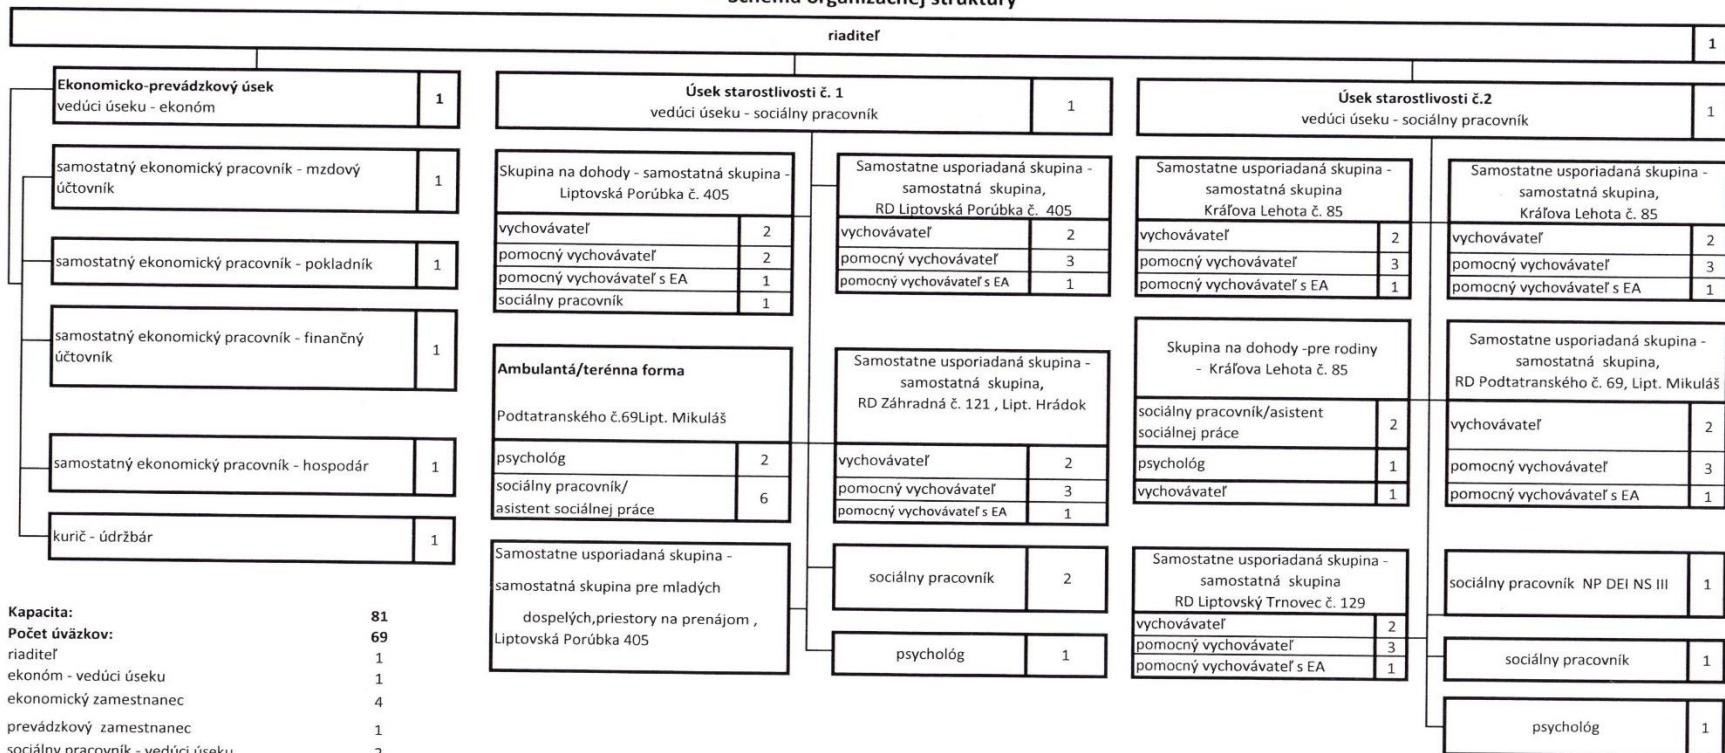 Schéma organizačnej štruktúry
riaditeľ 1
Ekonomicko-prevádzkový úsek
vedúci úseku - ekonóm 1
samostatný ekonomický pracovník - mzdový
účtovník 1
samostatný ekonomický pracovník - pokladník 1
samostatný ekonomický pracovník - finančný
účtovník 1
samostatný ekonomický pracovník - hospodár 1
kurič - údržbár 1
Kapacita: 81
Počet úväzkov: 69
riaditeľ 1
ekonóm - vedúci úseku 1
ekonomický zamestnanec 4
prevádzkový zamestnanec 1
sociálny pracovník - vedúci úseku 2
Úsek starostlivosti č. 1
vedúci úseku - sociálny pracovník 1
Skupina na dohody - samostatná skupina -
Liptovská Porúbka č. 405
vychovávateľ 2
pomocný vychovávateľ 2
pomocný vychovávateľ s EA 1
sociálny pracovník 1
Ambulantá/terénna forma
Podtatranského č.69Lipt. Mikuláš
psychológ 2
sociálny pracovník/
asistent sociálnej práce 6
Samostatne usporiadaná skupina -
samostatná skupina pre mladých
dospelých,priestory na prenájom ,
Liptovská Porúbka 405
Samostatne usporiadaná skupina -
samostatná skupina,
RD Liptovská Porúbka č. 405
vychovávateľ 2
pomocný vychovávateľ 3
pomocný vychovávateľ s EA 1
Samostatne usporiadaná skupina -
samostatná skupina,
RD Záhradná č. 121 , Lipt. Hrádok
vychovávateľ 2
pomocný vychovávateľ 3
pomocný vychovávateľ s EA 1
sociálny pracovník 2
psychológ 1
Úsek starostlivosti č.2
vedúci úseku - sociálny pracovník 1
Samostatne usporiadaná skupina -
samostatná skupina
Kráľova Lehota č. 85
vychovávateľ 2
pomocný vychovávateľ 3
pomocný vychovávateľ s EA 1
Skupina na dohody -pre rodiny
- Kráľova Lehota č. 85
sociálny pracovník/asistent
sociálnej práce 2
psychológ 1
vychovávateľ 1
Samostatne usporiadaná skupina -
samostatná skupina
RD Liptovský Trnovec č. 129
vychovávateľ 2
pomocný vychovávateľ 3
pomocný vychovávateľ s EA 1
Samostatne usporiadaná skupina -
samostatná skupina,
Kráľova Lehota č. 85
vychovávateľ 2
pomocný vychovávateľ 3
pomocný vychovávateľ s EA 1
Samostatne usporiadaná skupina -
samostatná skupina,
RD Podtatranského č. 69, Lipt. Mikuláš
vychovávateľ 2
pomocný vychovávateľ 3
pomocný vychovávateľ s EA 1
sociálny pracovník NP DEI NS III 1
sociálny pracovník 1
psychológ 1